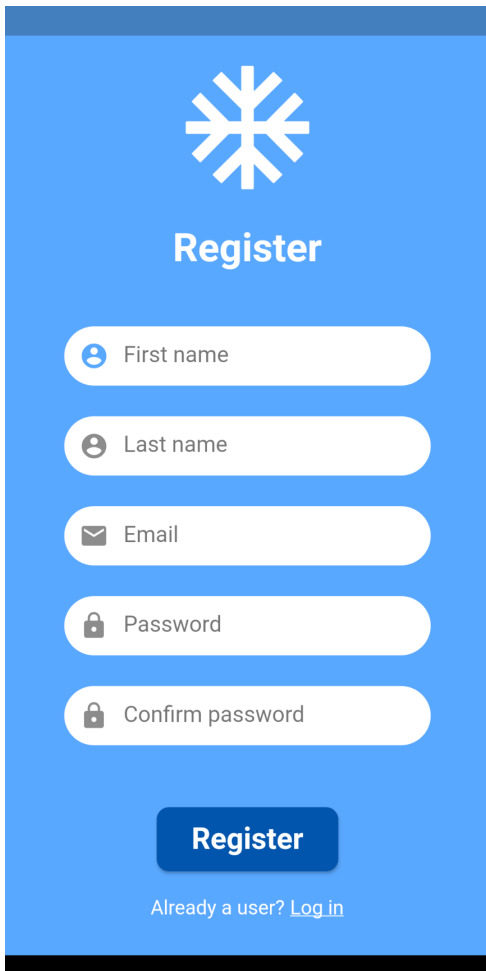 Register
First name
Last name
Email
Password
Confirm password
Register
Already a user? Log in